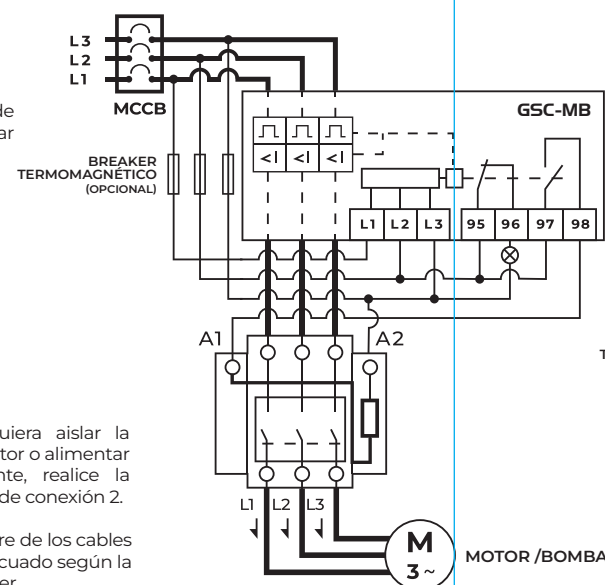 L3
L2
L1
MCCB
de
ar
BREAKER
TERMOMAGNÉTICO
(OPCIONAL)
GSC-MB
<I <I <I
L1 L2 L3 95 96 97 98
A1 A2
T
uiera aislar la
tor o alimentar
nte, realice la
de conexión 2.
re de los cables
cuado según la
er
L1 L2 L3
M
3~
MOTOR /BOMBA